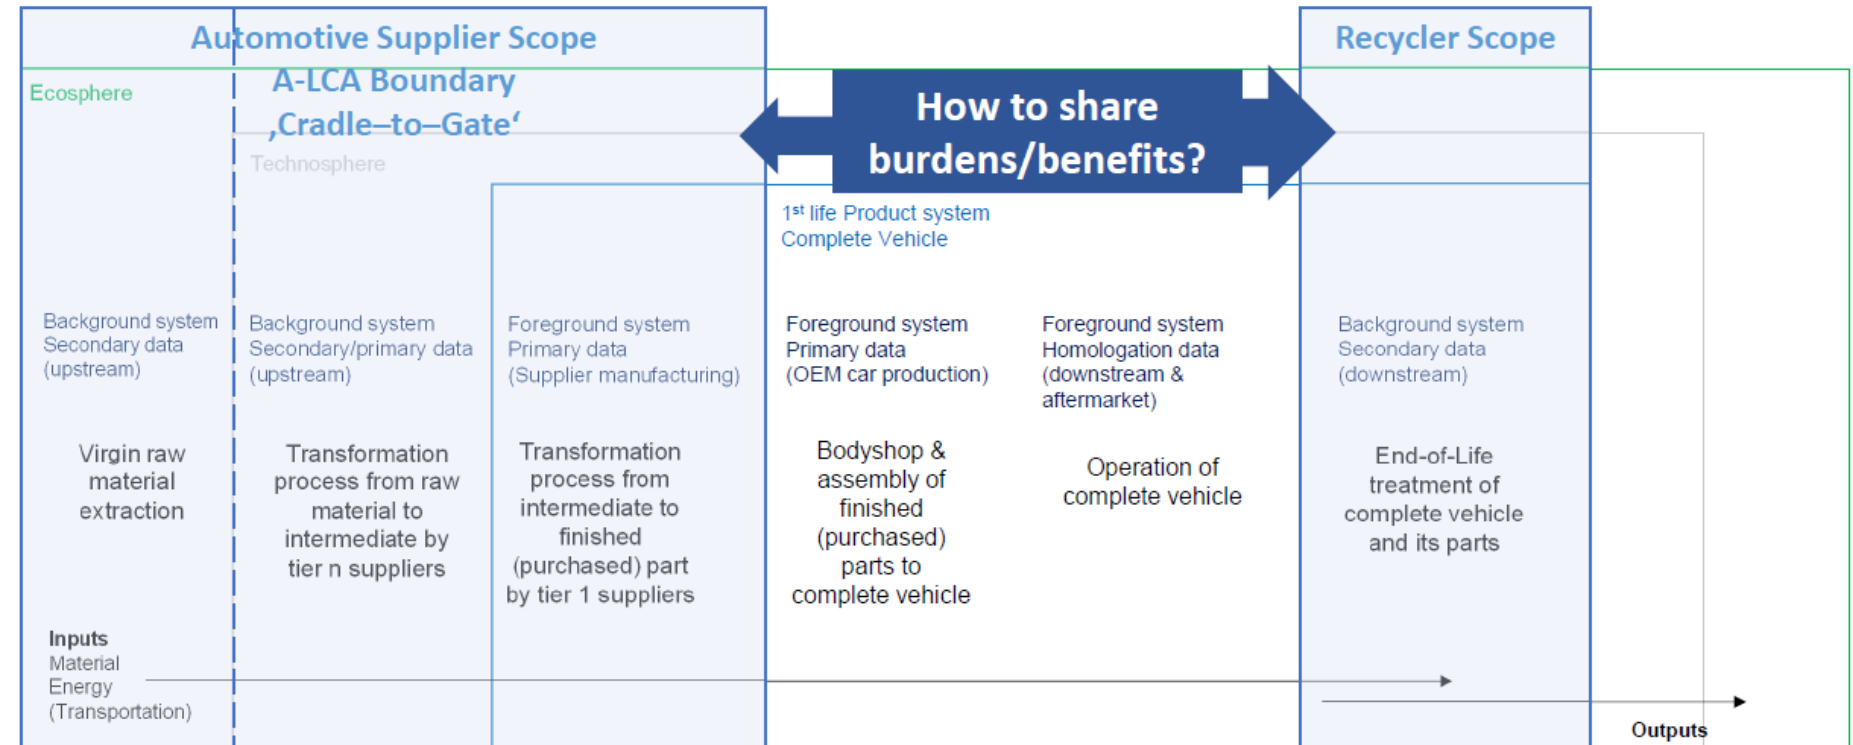 Automotive Supplier Scope
Recycler Scope
Ecosphere
A-LCA Boundary
‚Cradle–to–Gate‘
Technosphere
How to share
burdens/benefits?
1st life Product system
Complete Vehicle
Background system
Secondary data
(upstream)
Background system
Secondary/primary data
(upstream)
Foreground system
Primary data
(Supplier manufacturing)
Foreground system
Primary data
(OEM car production)
Foreground system
Homologation data
(downstream &
aftermarket)
Background system
Secondary data
(downstream)
Virgin raw
material
extraction
Transformation
process from raw
material to
intermediate by
tier n suppliers
Transformation
process from
intermediate to
finished
(purchased) part
by tier 1 suppliers
Bodyshop &
assembly of
finished
(purchased)
parts to
complete vehicle
Operation of
complete vehicle
End-of-Life
treatment of
complete vehicle
and its parts
Inputs
Material
Energy
(Transportation)
Outputs